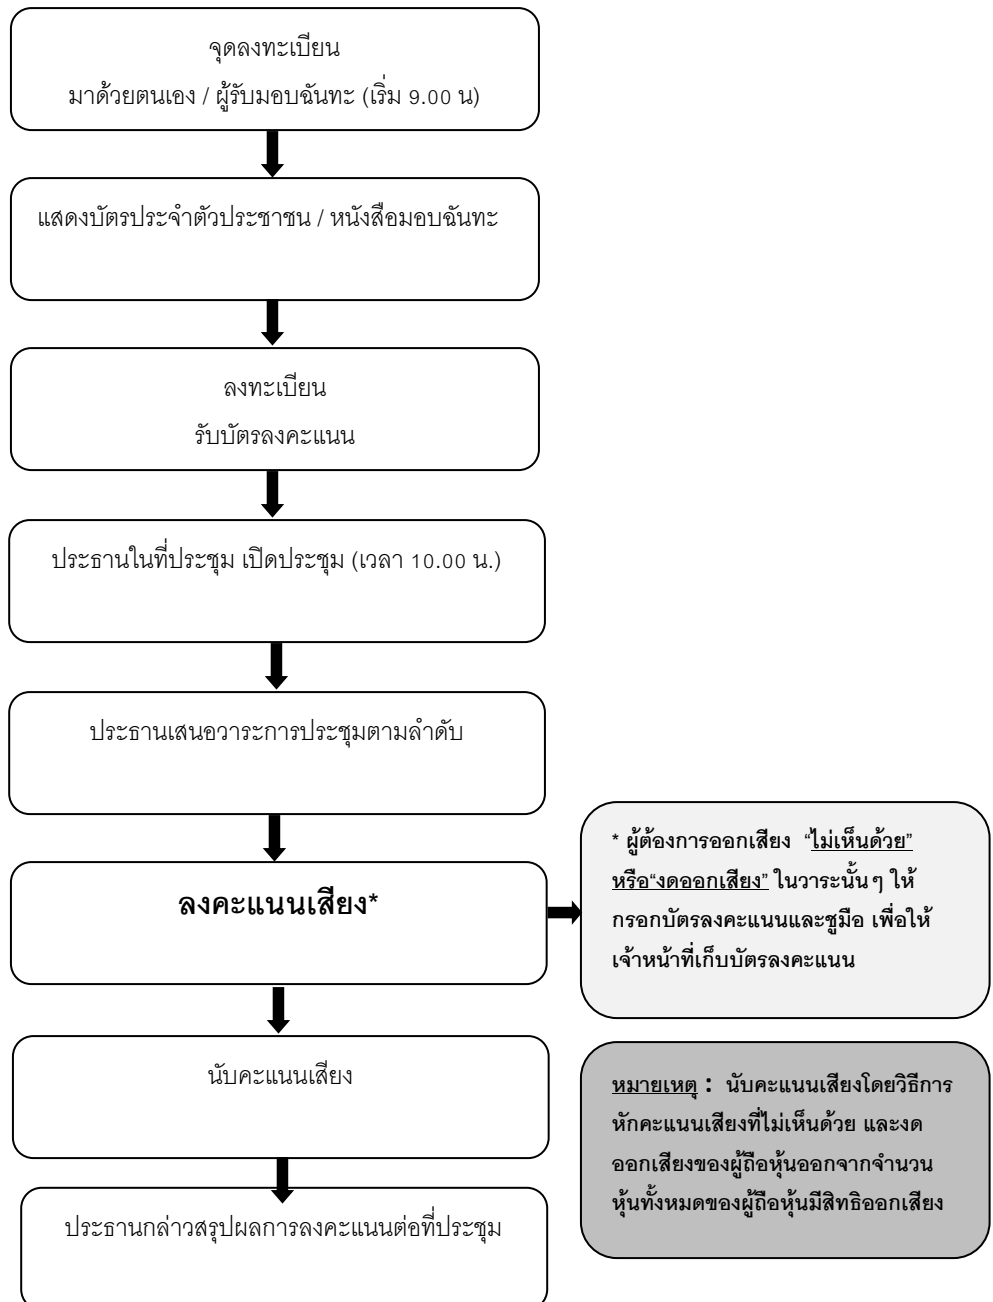 จุดลงทะเบียน
มาด้วยตนเอง / ผู้รับมอบฉันทะ (เริ่ม 9.00 น)
แสดงบัตรประจำตัวประชาชน / หนังสือมอบฉันทะ
ลงทะเบียน
รับบัตรลงคะแนน
ประธานในที่ประชุม เปิดประชุม (เวลา 10.00 น.)
ประธานเสนอวาระการประชุมตามลำดับ
ลงคะแนนเสียง*
* ผู้ต้องการออกเสียง “ไม่เห็นด้วย”
หรือ“งดออกเสียง” ในวาระนั้นๆ ให้
กรอกบัตรลงคะแนนและชูมือ เพื่อให้
เจ้าหน้าที่เก็บบัตรลงคะแนน
นับคะแนนเสียง
หมายเหตุ : นับคะแนนเสียงโดยวิธีการ
หักคะแนนเสียงที่ไม่เห็นด้วย และงด
ออกเสียงของผู้ถือหุ้นออกจากจำนวน
หุ้นทั้งหมดของผู้ถือหุ้นมีสิทธิออกเสียง
ประธานกล่าวสรุปผลการลงคะแนนต่อที่ประชุม